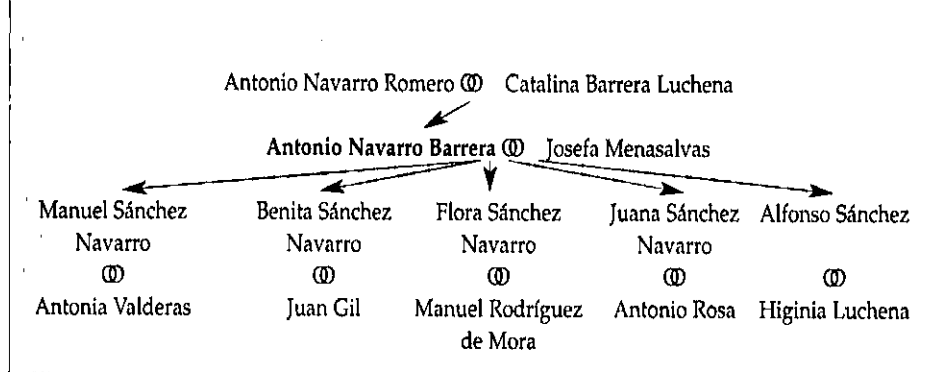 Antonio Navarro Romero Ⓞ Catalina Barrera Luchena
Antonio Navarro Barrera Ⓞ Josefa Menasalvas
Manuel Sánchez Navarro
Ⓞ
Antonia Valderas
Benita Sánchez Navarro
Ⓞ
Juan Gil
Flora Sánchez Navarro
Ⓞ
Manuel Rodríguez de Mora
Juana Sánchez Navarro
Ⓞ
Antonio Rosa
Alfonso Sánchez
Ⓞ
Higinia Luchena